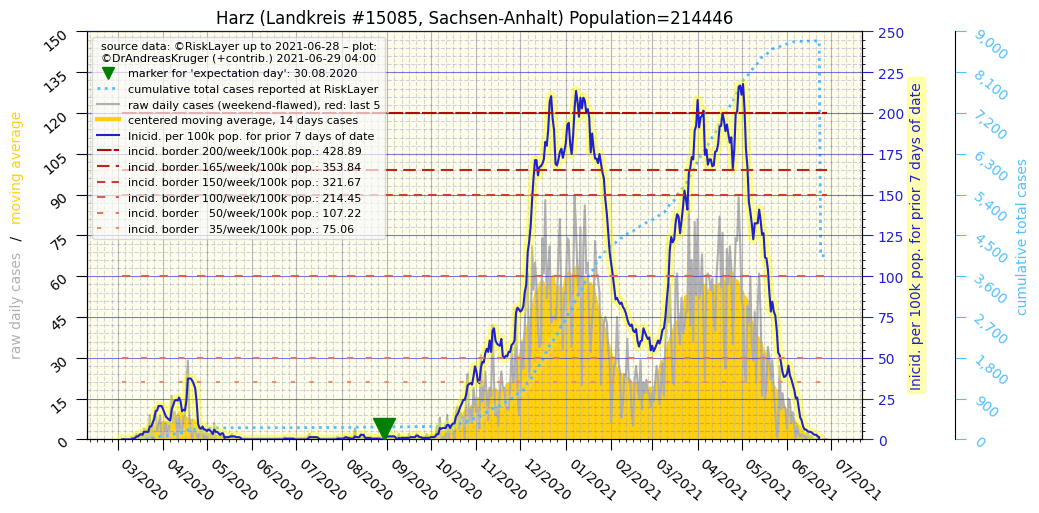 Harz (Landkreis #15085, Sachsen-Anhalt) Population=214446
source data: ©RiskLayer up to 2021-06-28 – plot:
©DrAndreasKruger (+contrib.) 2021-06-29 04:00
marker for 'expectation day': 30.08.2020
cumulative total cases reported at RiskLayer
raw daily cases (weekend-flawed), red: last 5
centered moving average, 14 days cases
Inicid. per 100k pop. for prior 7 days of date
incid. border 200/week/100k pop.: 428.89
incid. border 165/week/100k pop.: 353.84
incid. border 150/week/100k pop.: 321.67
incid. border 100/week/100k pop.: 214.45
incid. border   50/week/100k pop.: 107.22
incid. border   35/week/100k pop.: 75.06
raw daily cases / moving average
150
135
120
105
90
75
60
45
30
15
0
03/2020
04/2020
05/2020
06/2020
07/2020
08/2020
09/2020
10/2020
11/2020
12/2020
01/2021
02/2021
03/2021
04/2021
05/2021
06/2021
07/2021
250
225
200
175
150
125
100
75
50
25
0
Inicid. per 100k pop. for prior 7 days of date
9,000
8,100
7,200
6,300
5,400
4,500
3,600
2,700
1,800
900
0
cumulative total cases